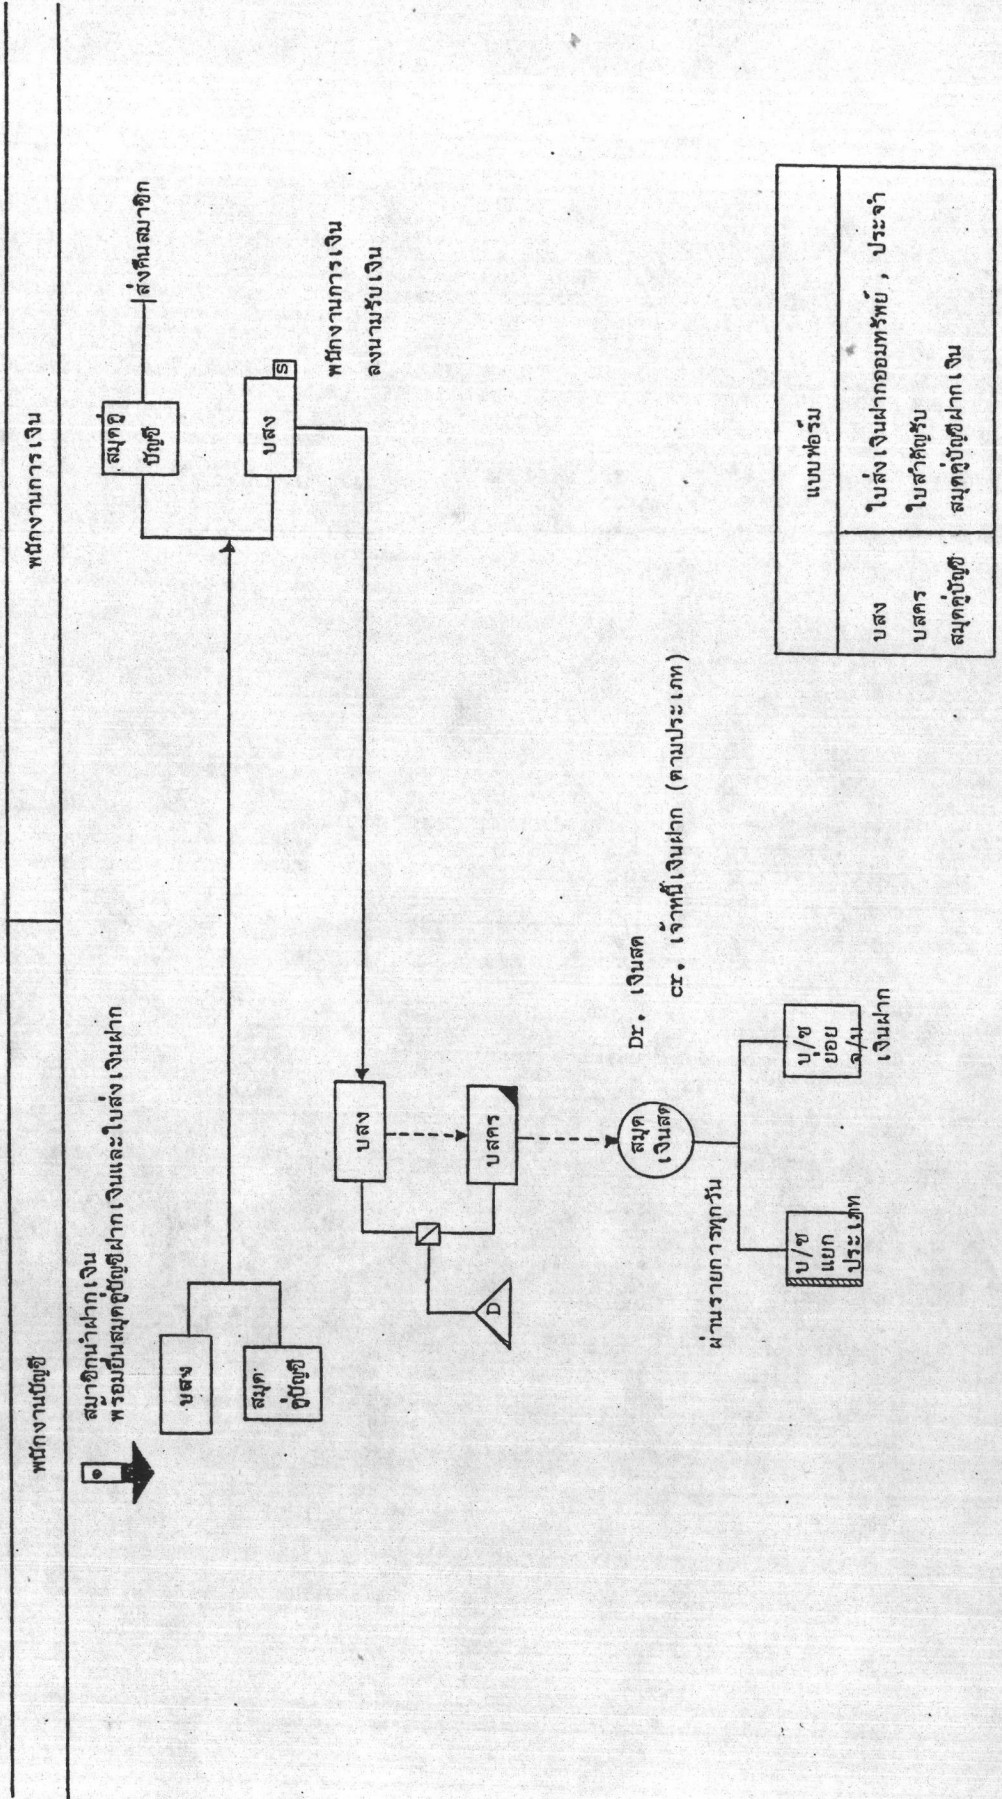 พนักงานบัญชี
พนักงานการเงิน
๑
สมาชิกนำฝากเงิน
พร้อมยื่นสมุดคู่บัญชีฝากเงินและใบส่งเงินฝาก
บสง
สมุด
คู่บัญชี
สมุดคู่
บัญชี
ส่งคืนสมาชิก
บสง
S
พนักงานการเงิน
ลงนามรับเงิน
บสง
บสคร
D
สมุด
เงินสด
Dr. เงินสด
cr. เจ้าหนี้เงินฝาก (ตามประเภท)
ผ่านรายการทุกวัน
บ/ช
แยก
ประเภท
บ/ช
ย่อย
จ/น
เงินฝาก
แบบฟอร์ม
บสง ใบส่งเงินฝากออมทรัพย์ , ประจำ
บสคร ใบสำคัญรับ
สมุดคู่บัญชี สมุดคู่บัญชีฝากเงิน